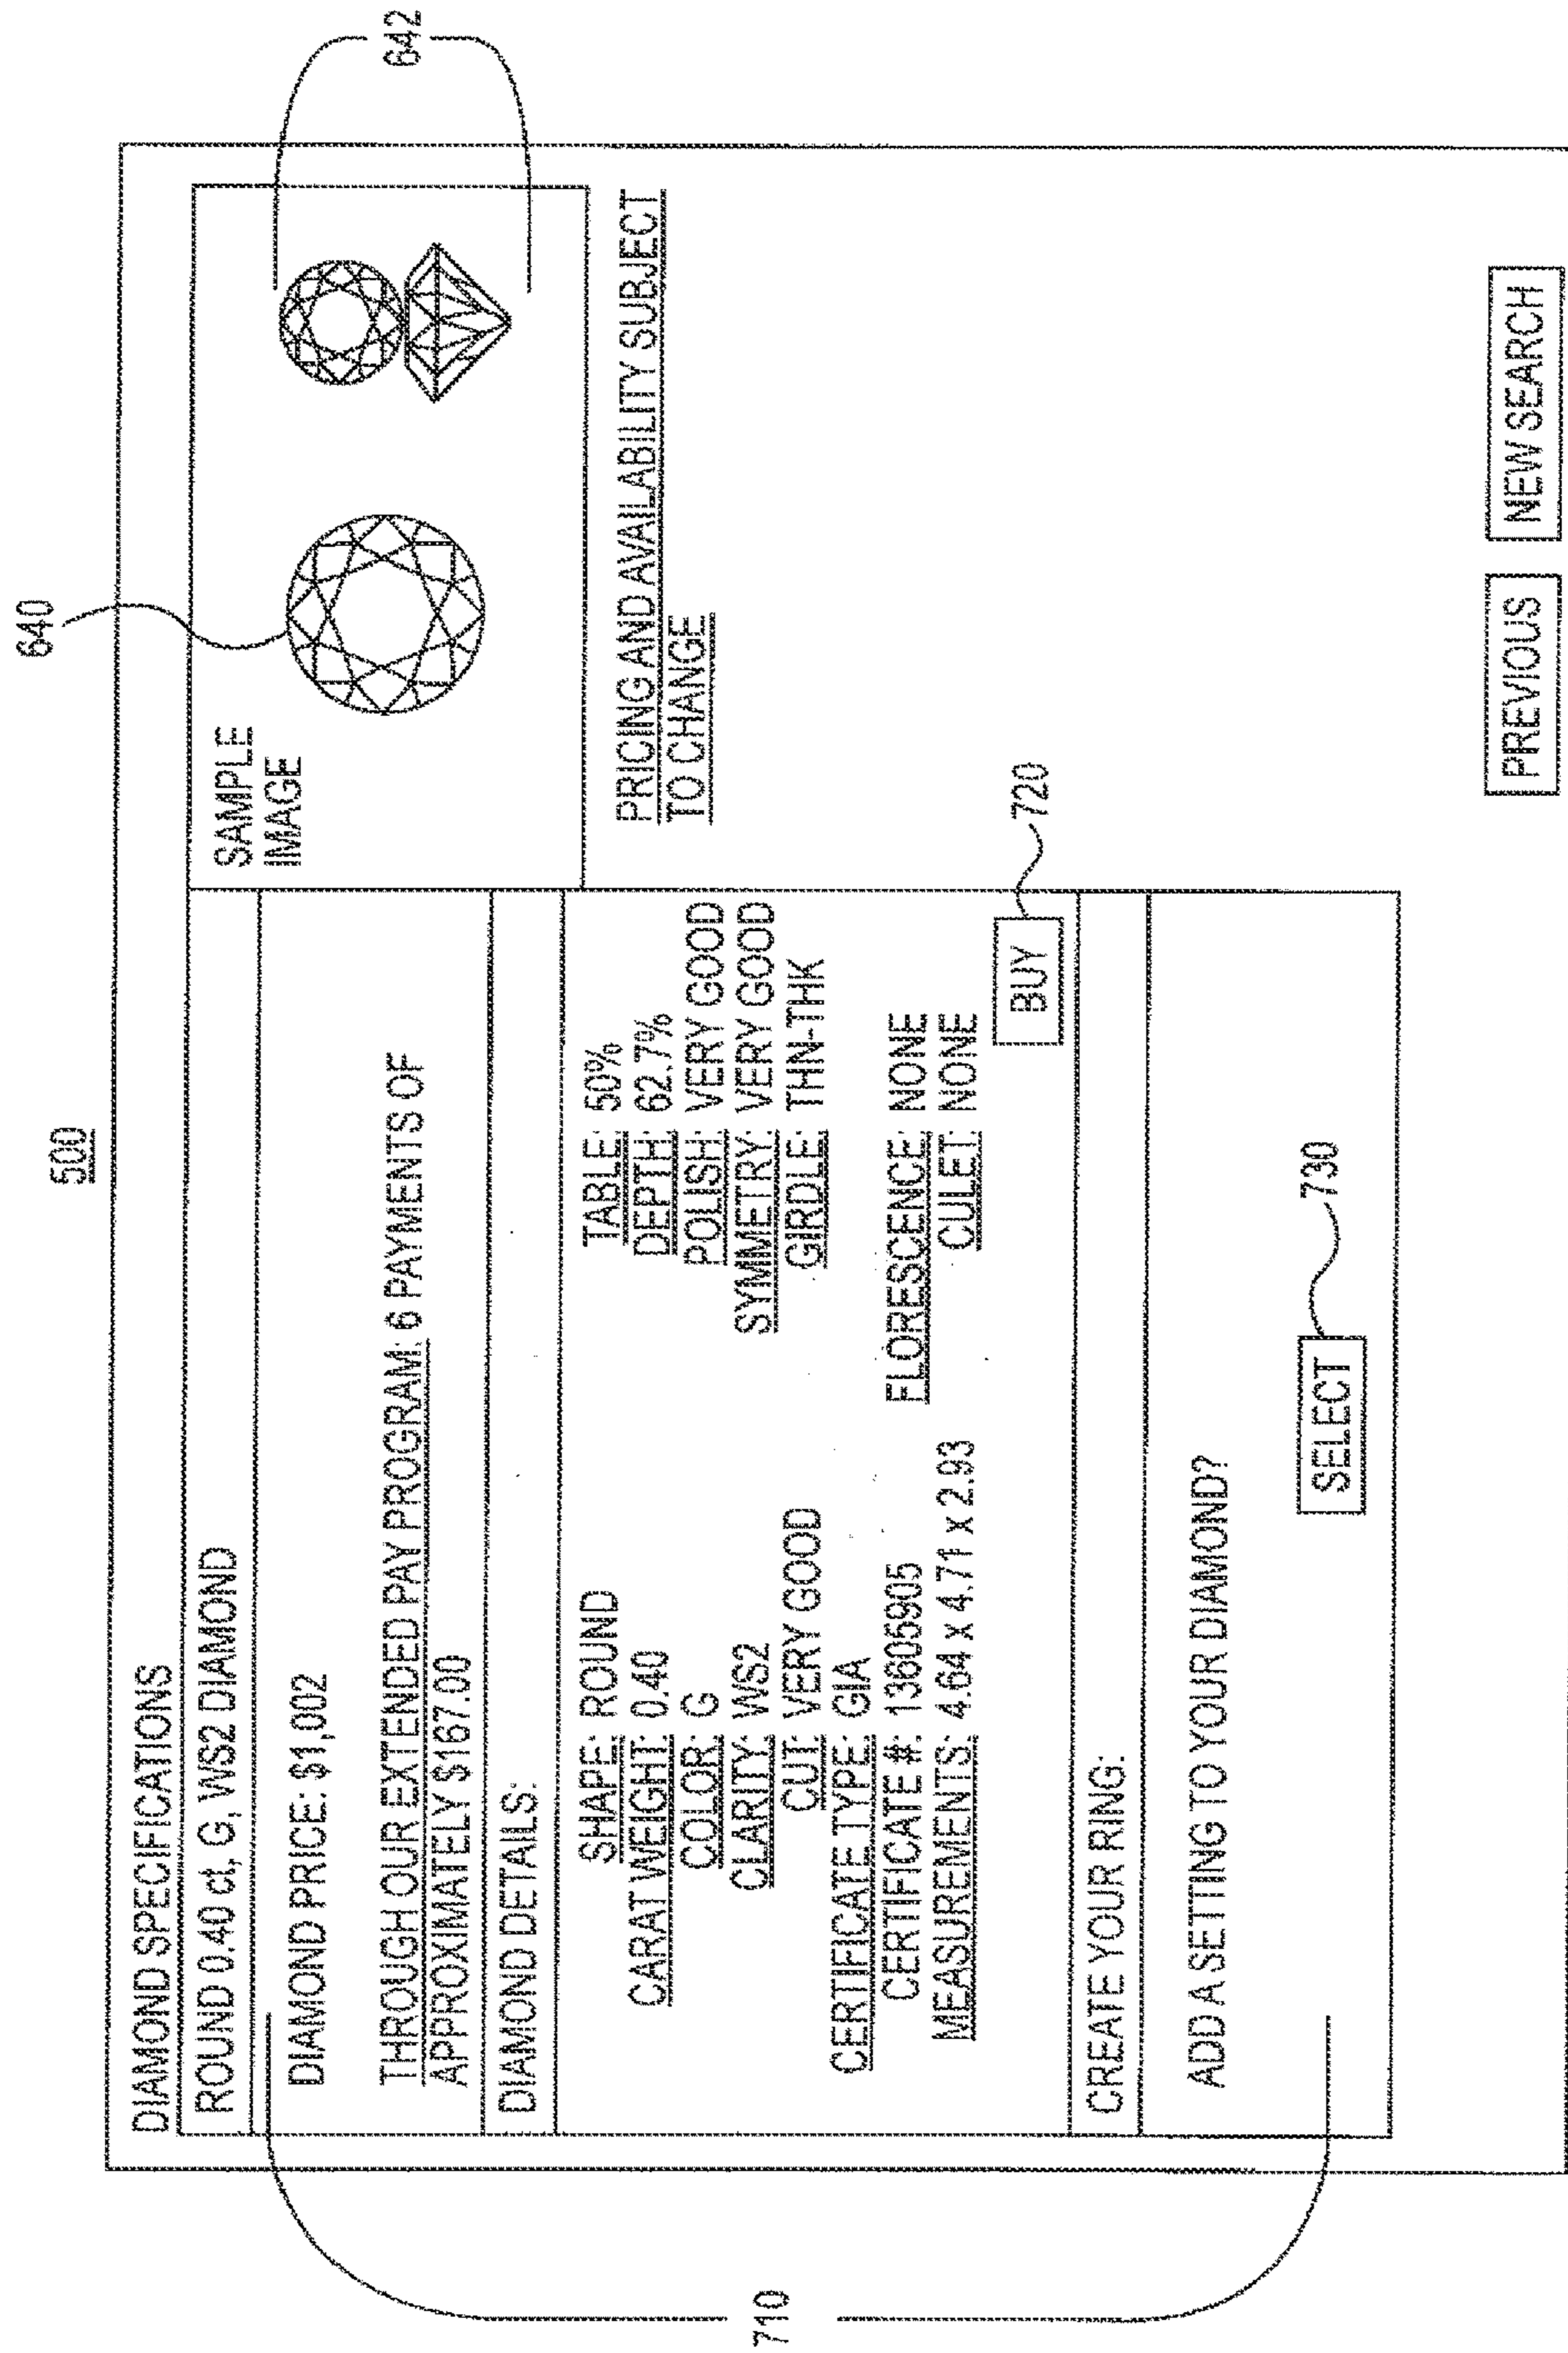 500
640
642
DIAMOND SPECIFICATIONS
ROUND 0.40 ct, G, WS2 DIAMOND
DIAMOND PRICE: $1,002
THROUGH OUR EXTENDED PAY PROGRAM: 6 PAYMENTS OF
APPROXIMATELY $167.00
DIAMOND DETAILS:
SHAPE: ROUND
CARAT WEIGHT: 0.40
COLOR: G
CLARITY: WS2
CUT: VERY GOOD
CERTIFICATE TYPE: GIA
CERTIFICATE #: 13605905
MEASUREMENTS: 4.64 x 4.71 x 2.93
TABLE: 50%
DEPTH: 62.7%
POLISH: VERY GOOD
SYMMETRY: VERY GOOD
GIRDLE: THN-THK
FLORESCENCE: NONE
CULET: NONE
BUY
720
CREATE YOUR RING:
ADD A SETTING TO YOUR DIAMOND?
SELECT
730
710
SAMPLE
IMAGE
PRICING AND AVAILABILITY SUBJECT
TO CHANGE
PREVIOUS
NEW SEARCH